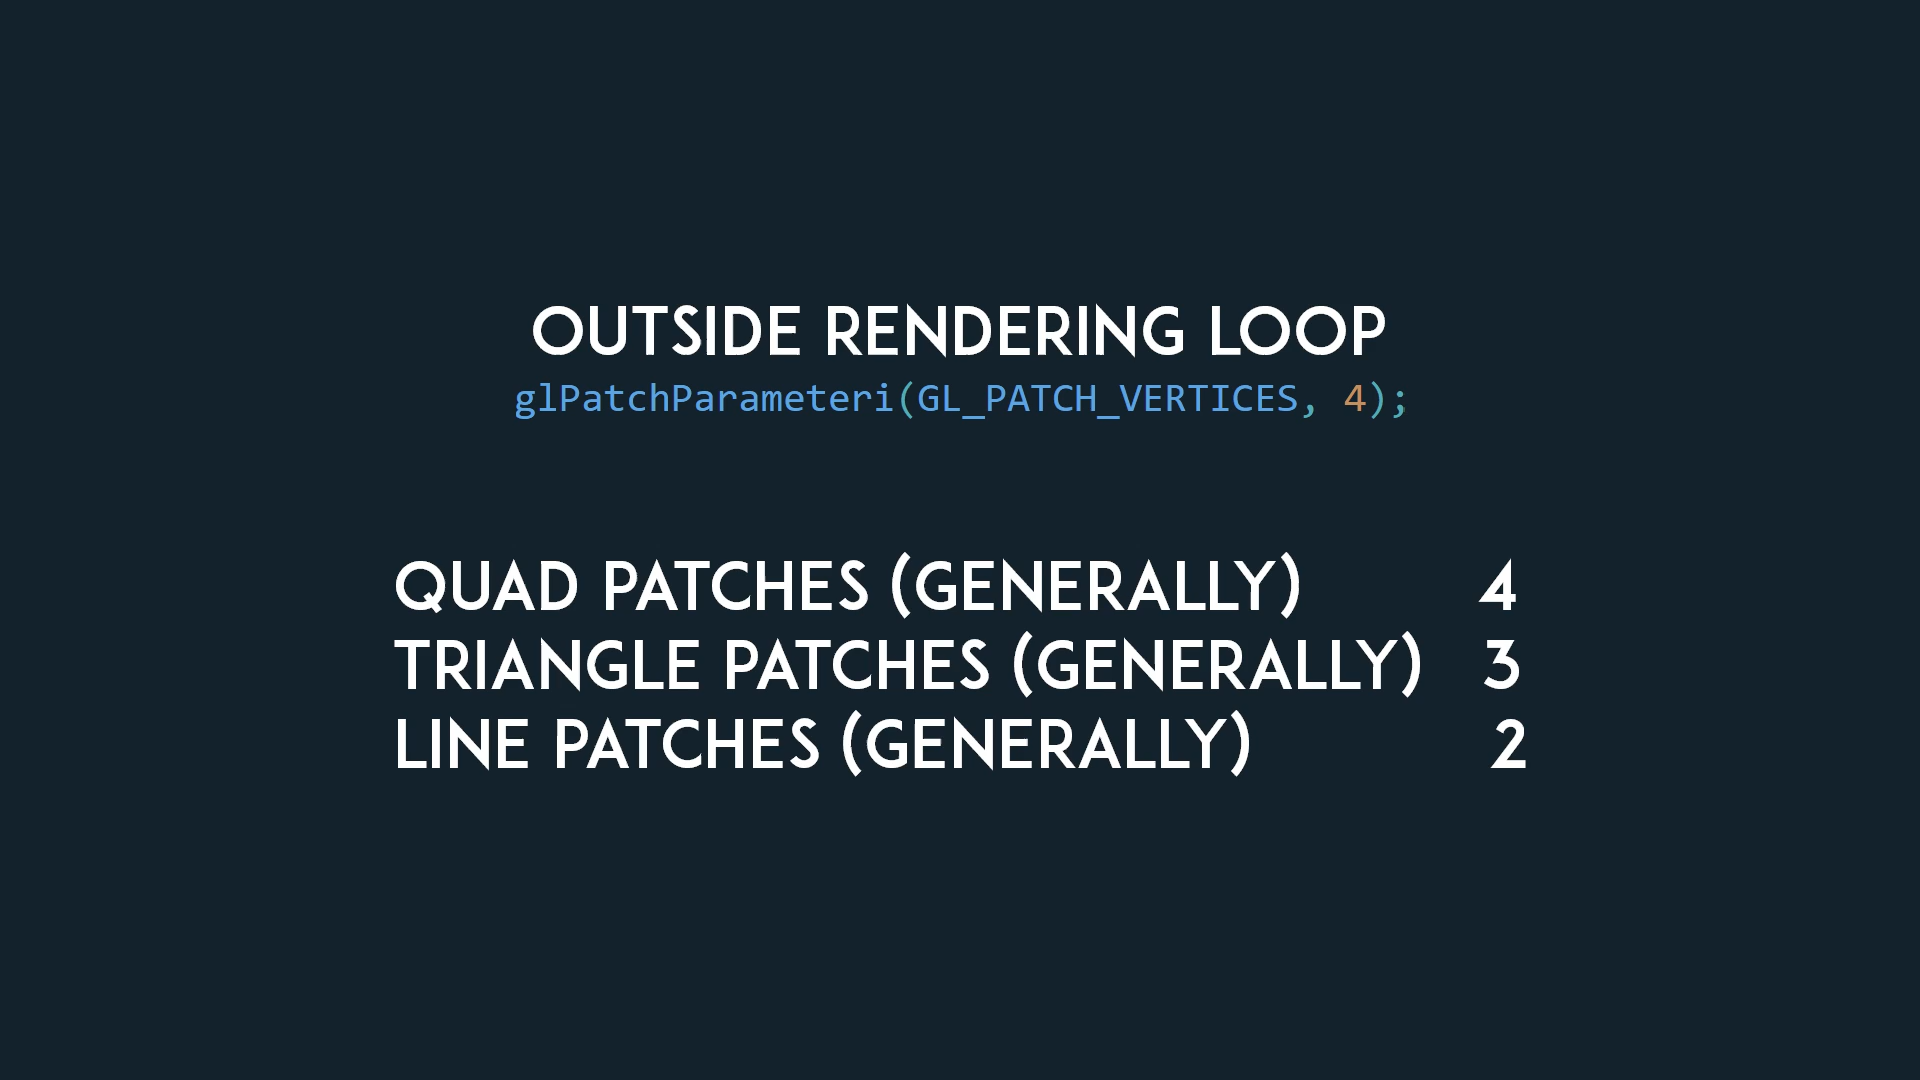 OUTSIDE RENDERING LOOP
glPatchParameteri(GL_PATCH_VERTICES, 4);
QUAD PATCHES (GENERALLY) 4
TRIANGLE PATCHES (GENERALLY) 3
LINE PATCHES (GENERALLY) 2